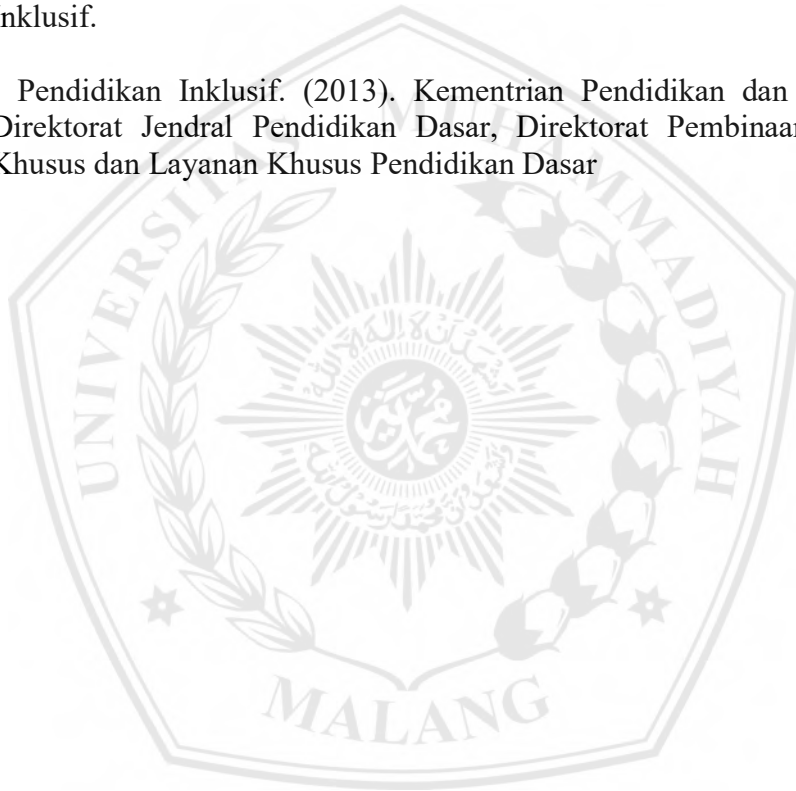 nklusif.
Pendidikan Inklusif. (2013). Kementrian Pendidikan dan
Direktorat Jendral Pendidikan Dasar, Direktorat Pembinaan
Khusus dan Layanan Khusus Pendidikan Dasar
UNIVERSITAS MUHAMMADIYAH
MALANG